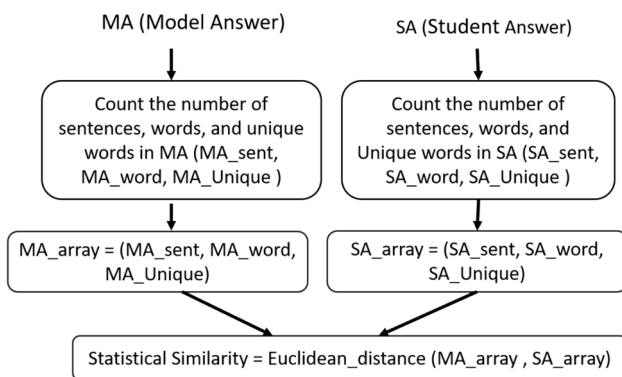 MA (Model Answer)
Count the number of
sentences, words, and unique
words in MA (MA_sent,
MA_word, MA_Unique )
MA_array = (MA_sent, MA_word,
MA_Unique)
SA (Student Answer)
Count the number of
sentences, words, and
Unique words in SA (SA_sent,
SA_word, SA_Unique )
SA_array = (SA_sent, SA_word,
SA_Unique)
Statistical Similarity = Euclidean_distance (MA_array , SA_array)